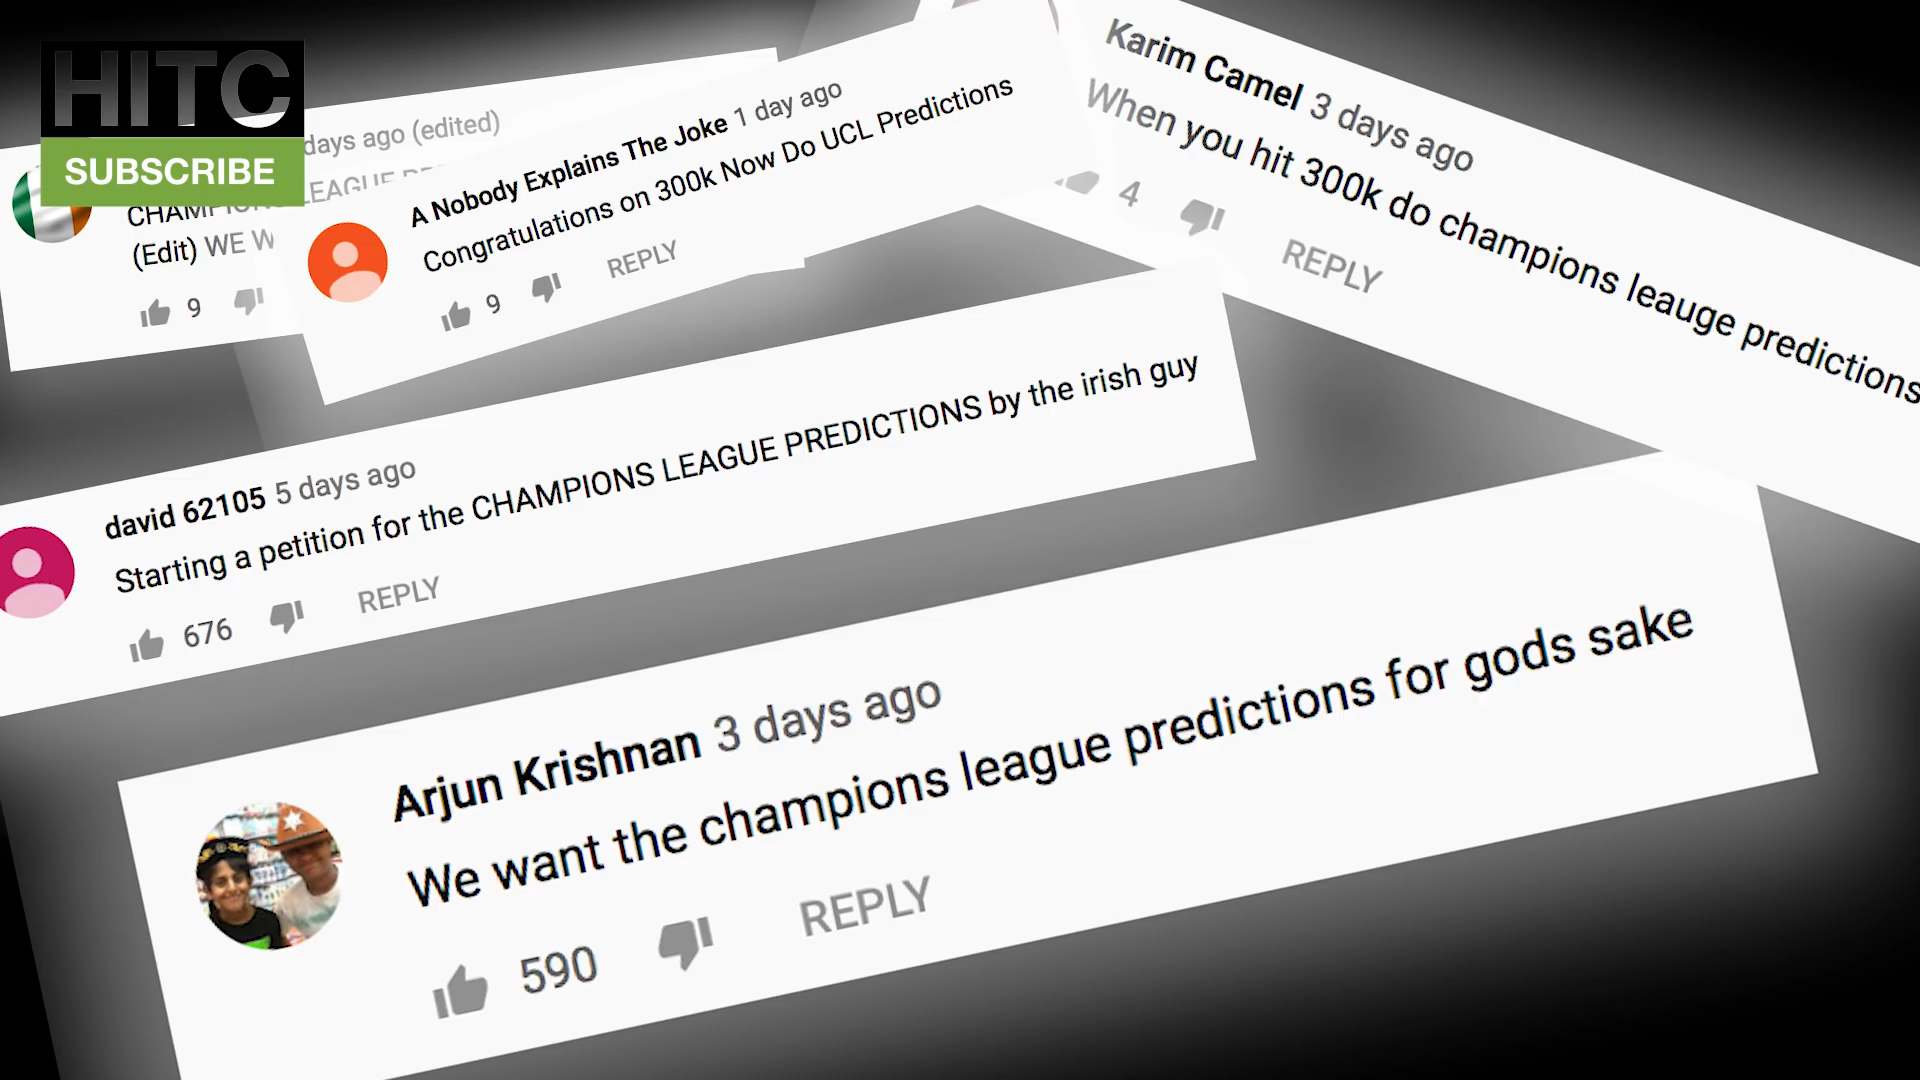 HITC
SUBSCRIBE
days ago (edited)
CHAMPIONS LEAGUE
(Edit) WE W
9
A Nobody Explains The Joke 1 day ago
Congratulations on 300k Now Do UCL Predictions
9 REPLY
Karim Camel 3 days ago
When you hit 300k do champions leauge predictions
4 REPLY
david 62105 5 days ago
Starting a petition for the CHAMPIONS LEAGUE PREDICTIONS by the irish guy
676 REPLY
Arjun Krishnan 3 days ago
We want the champions league predictions for gods sake
590 REPLY